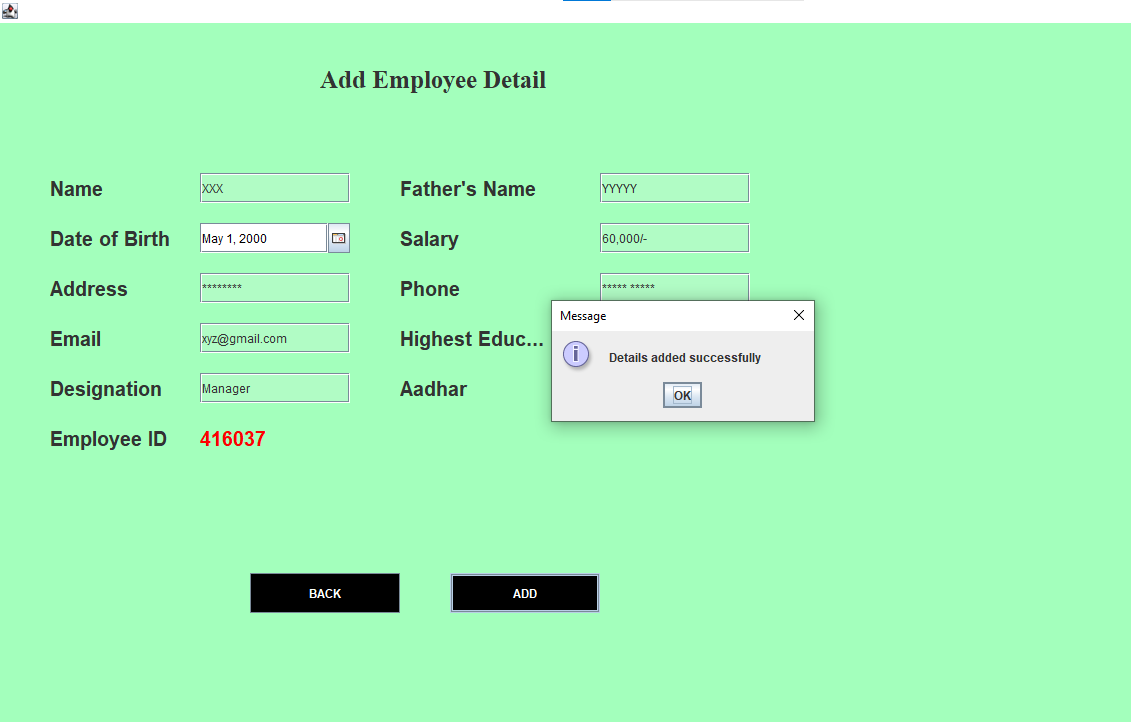 Add Employee Detail
Name XXX Father's Name YYYYY
Date of Birth May 1, 2000 Salary 60,000/-
Address ******** Phone ***** *****
Email xyz@gmail.com Highest Educ...
Designation Manager Aadhar
Employee ID 416037
Message
Details added successfully
OK
BACK ADD